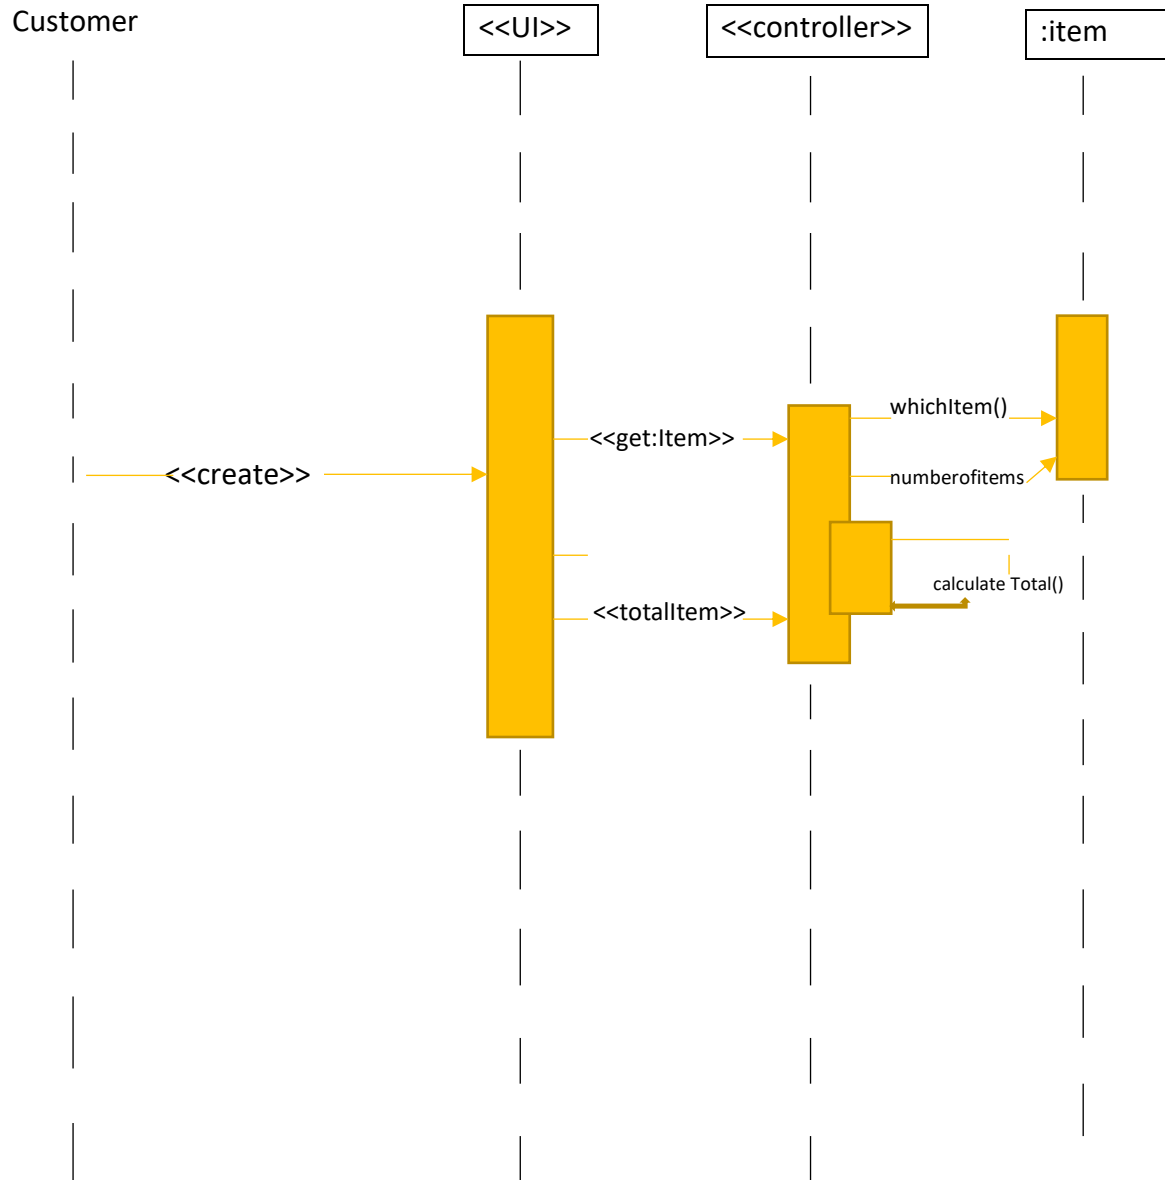 Customer
<<UI>>
<<controller>>
:item
whichItem()
<<get:Item>>
<<create>>
numberofitems
calculate Total()
<<totalItem>>